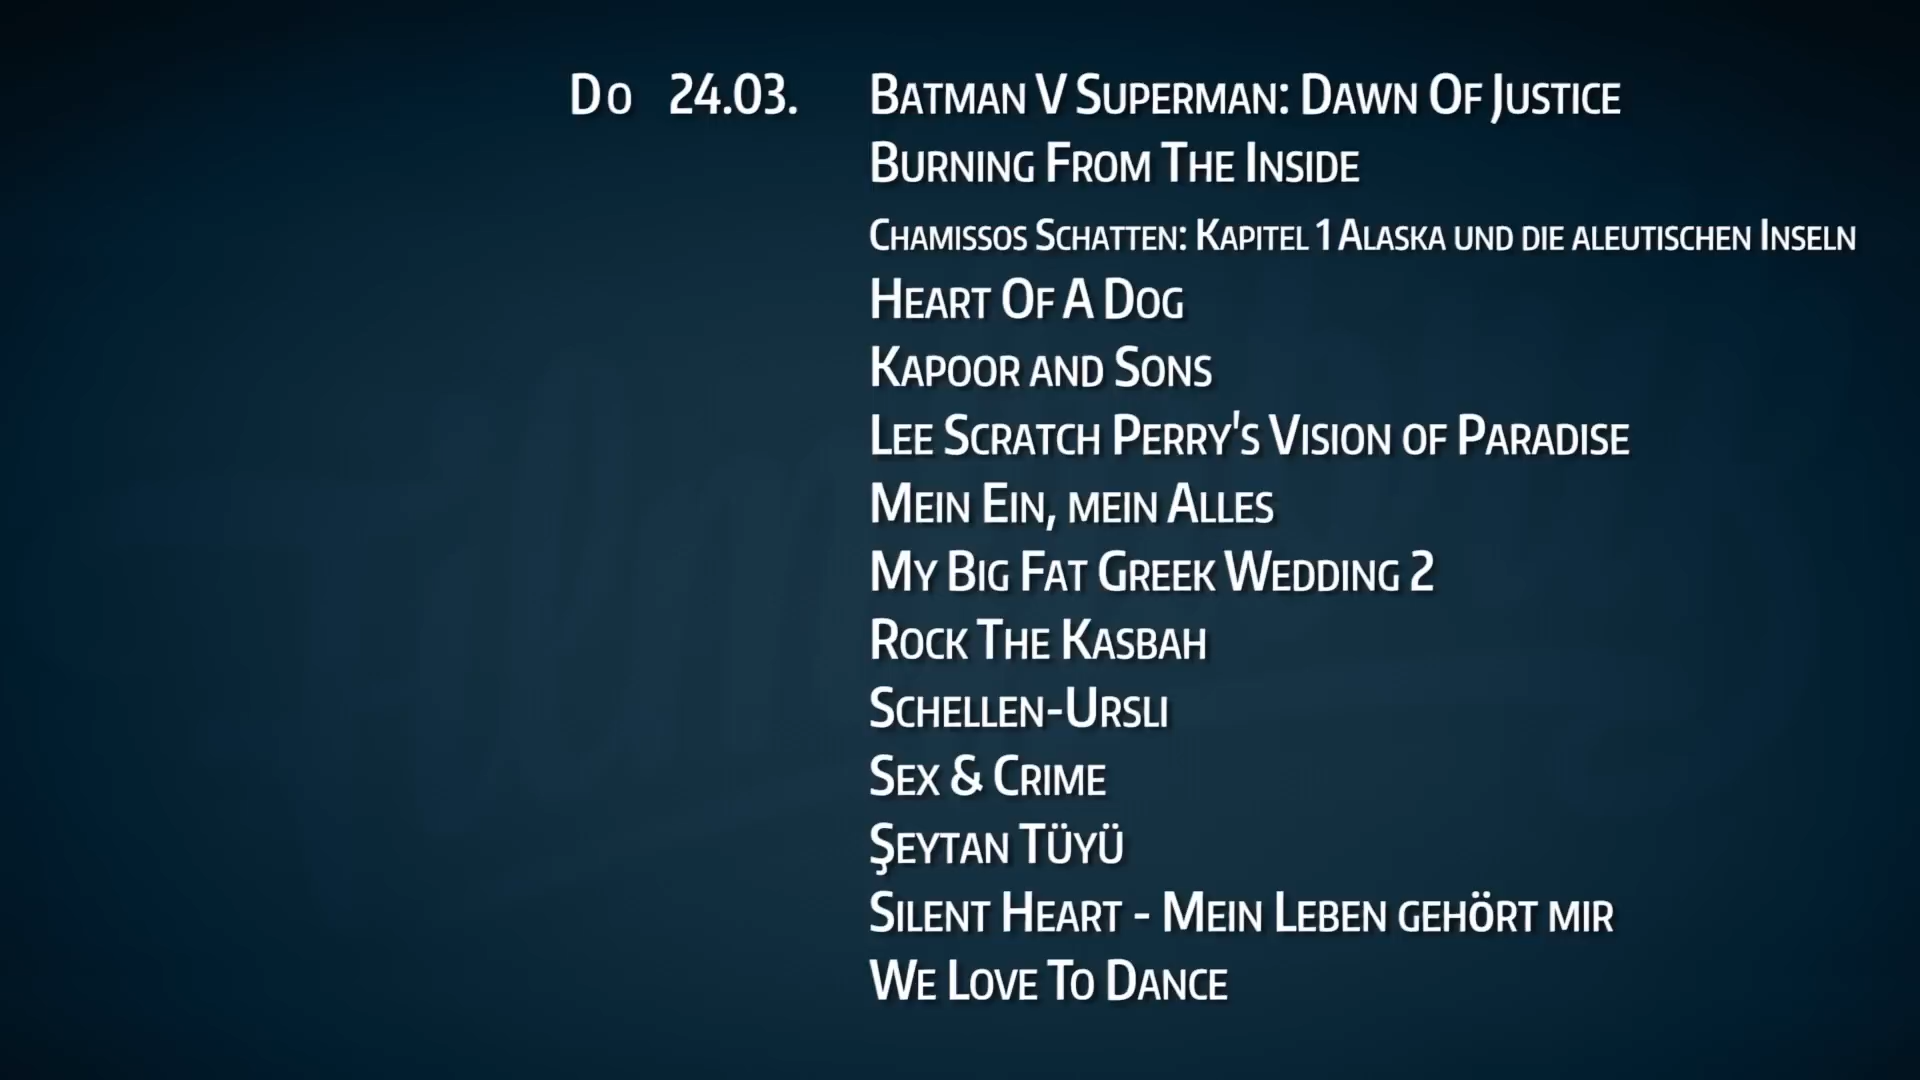 Do 24.03. Batman V Superman: Dawn Of Justice
Burning From The Inside
Chamissos Schatten: Kapitel 1 Alaska und die aleutischen Inseln
Heart Of A Dog
Kapoor and Sons
Lee Scratch Perry's Vision of Paradise
Mein Ein, mein Alles
My Big Fat Greek Wedding 2
Rock The Kasbah
Schellen-Ursli
Sex & Crime
Şeytan Tüyü
Silent Heart - Mein Leben gehört mir
We Love To Dance